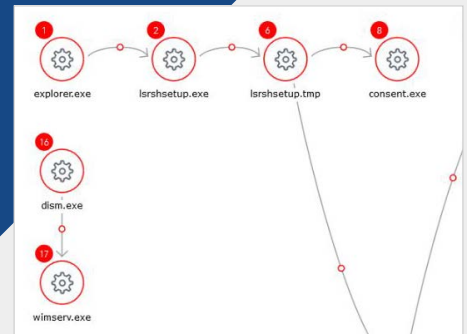 1 2 6 8
explorer.exe lsrshsetup.exe lsrshsetup.tmp consent.exe
16
dism.exe
17
wimserv.exe